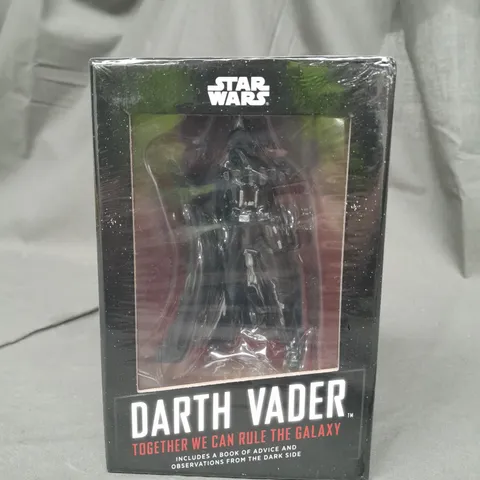 STAR
WARS
DARTH VADER™
TOGETHER WE CAN RULE THE GALAXY
INCLUDES A BOOK OF ADVICE AND
OBSERVATIONS FROM THE DARK SIDE